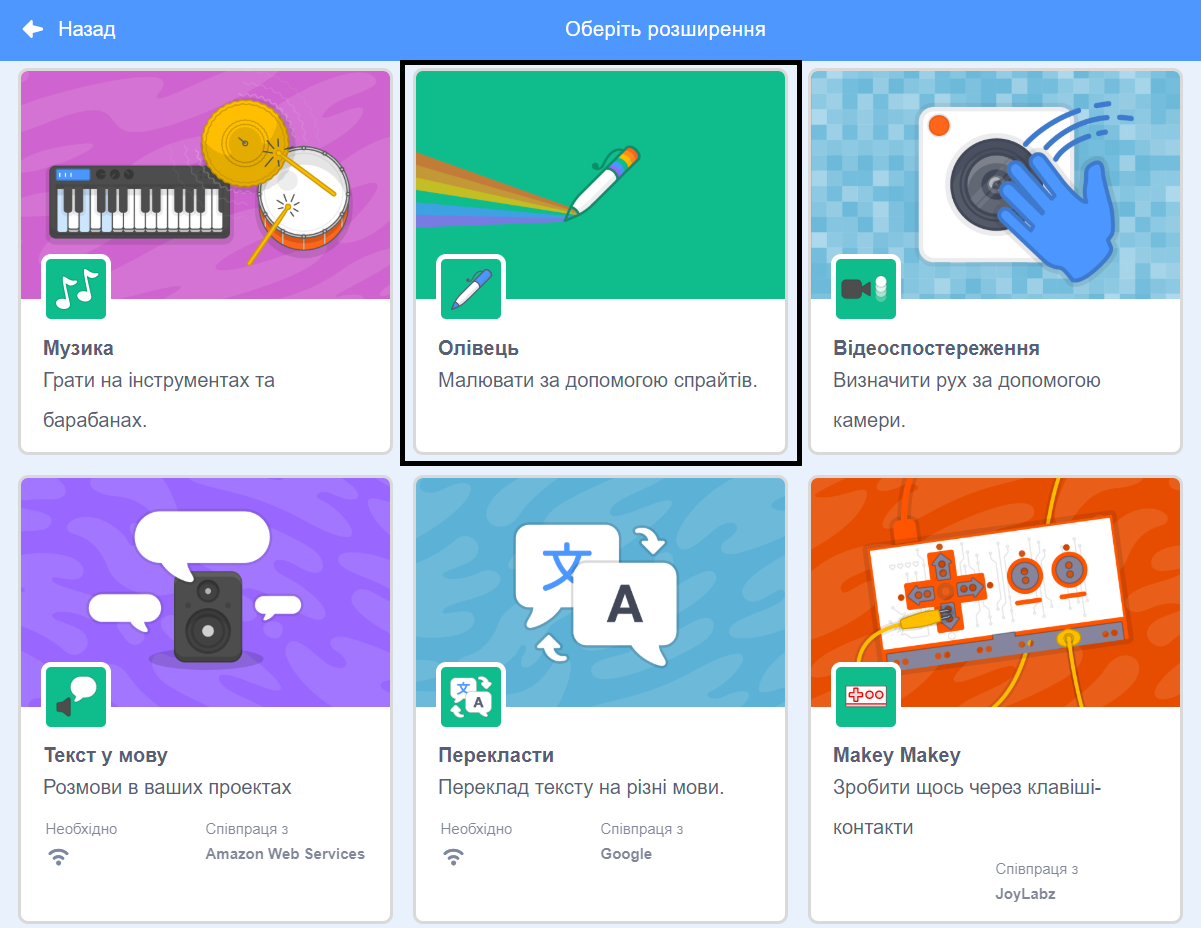 Назад
Оберіть розширення
Музика
Грати на інструментах та
барабанах.
Олівець
Малювати за допомогою спрайтів.
Відеоспостереження
Визначити рух за допомогою
камери.
文
A
文
A
Текст у мову
Розмови в ваших проектах
Необхідно
Співпраця з
Amazon Web Services
Перекласти
Переклад тексту на різні мови.
Необхідно
Співпраця з
Google
Makey Makey
Зробити щось через клавіші-
контакти
Співпраця з
JoyLabz